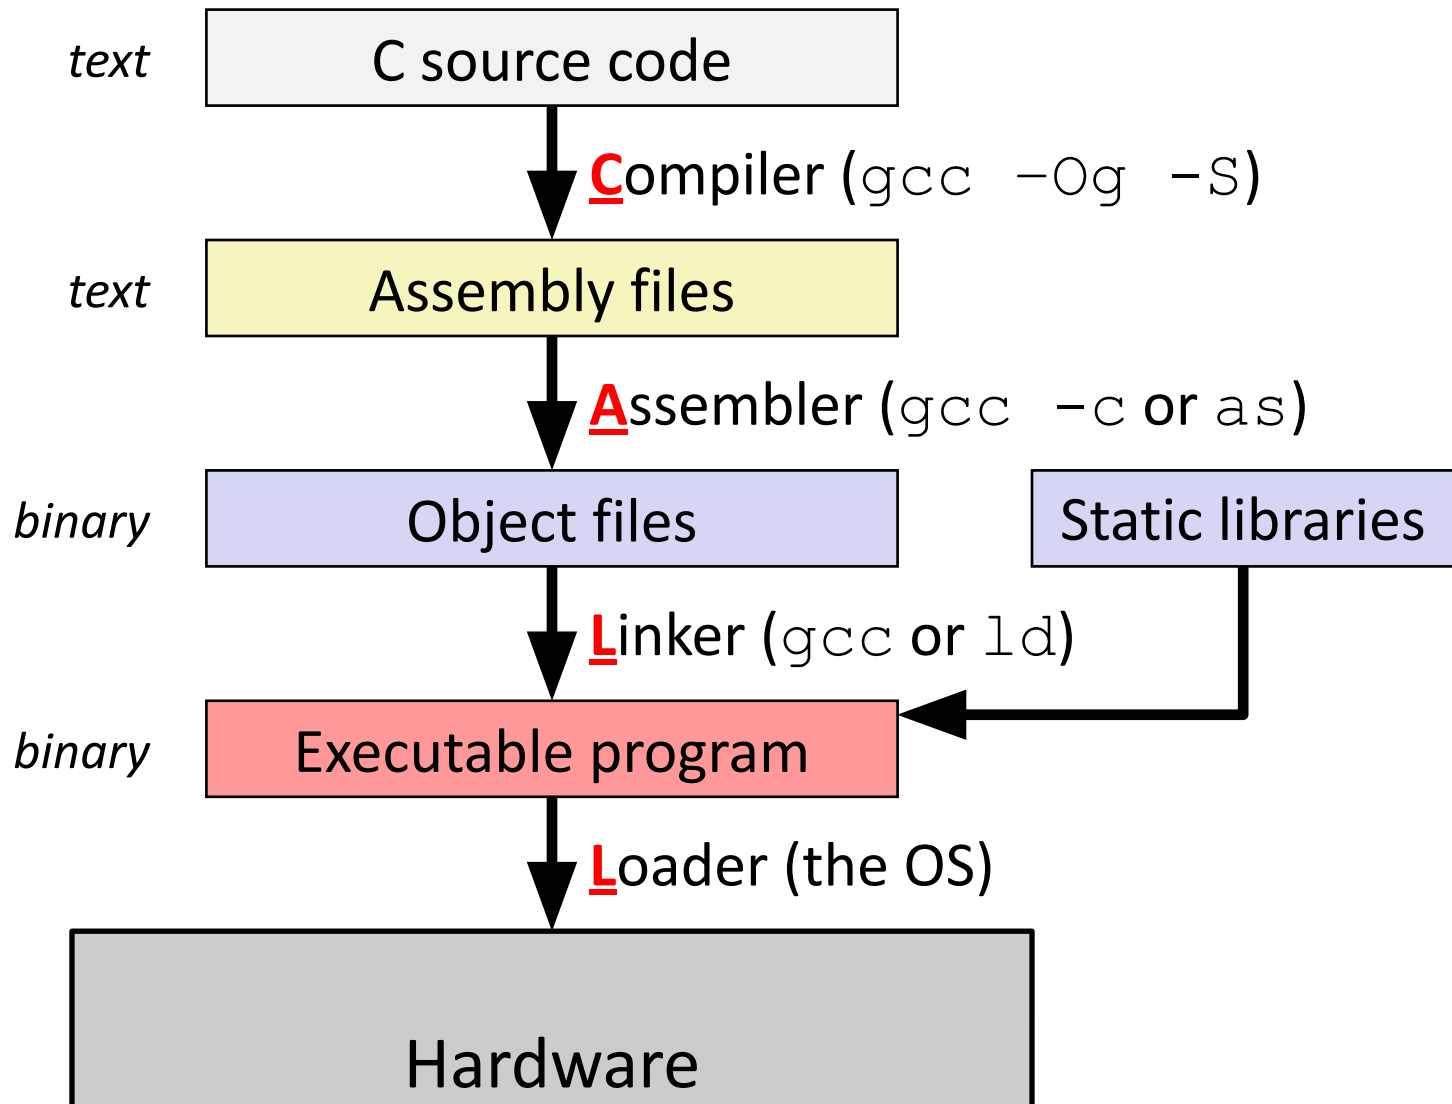 text
C source code
Compiler (gcc -Og -S)
text
Assembly files
Assembler (gcc -c or as)
binary
Object files
Static libraries
Linker (gcc or ld)
binary
Executable program
Loader (the OS)
Hardware